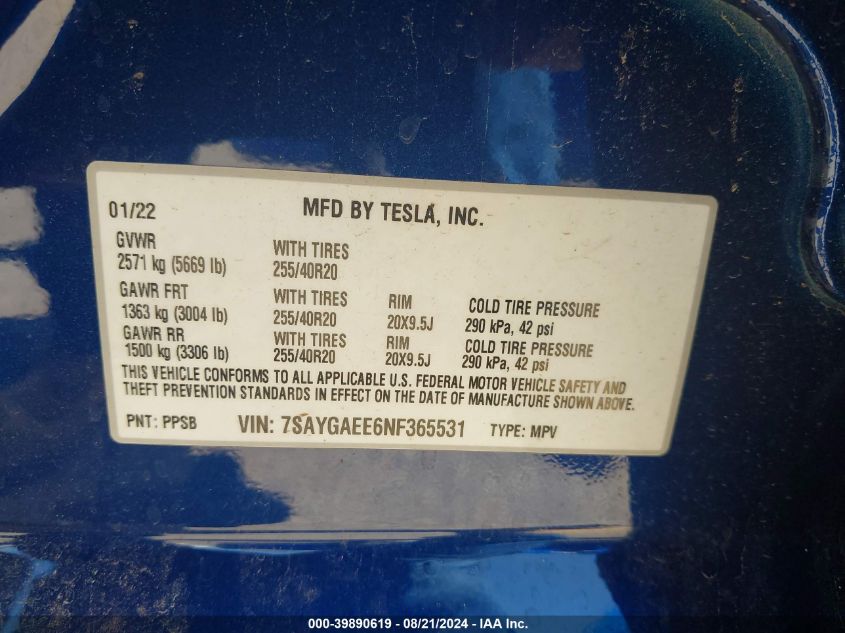 01/22 MFD BY TESLA, INC.
GVWR WITH TIRES
2571 kg (5669 lb) 255/40R20
GAWR FRT WITH TIRES RIM COLD TIRE PRESSURE
1363 kg (3004 lb) 255/40R20 20X9.5J 290 kPa, 42 psi
GAWR RR WITH TIRES RIM COLD TIRE PRESSURE
1500 kg (3306 lb) 255/40R20 20X9.5J 290 kPa, 42 psi
THIS VEHICLE CONFORMS TO ALL APPLICABLE U.S. FEDERAL MOTOR VEHICLE SAFETY AND
THEFT PREVENTION STANDARDS IN EFFECT ON THE DATE OF MANUFACTURE SHOWN ABOVE.
PNT: PPSB VIN: 7SAYGAEE6NF365531 TYPE: MPV
000-39890619 - 08/21/2024 - IAA Inc.